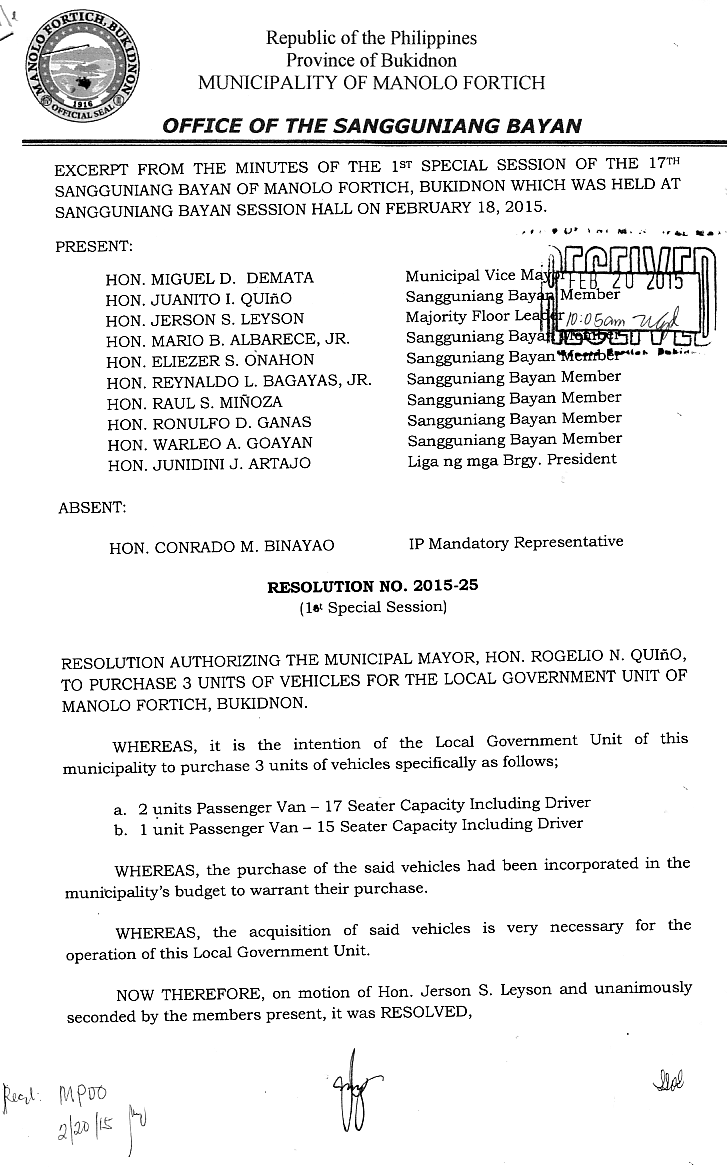 MANOLO FORTICH, BUKIDNON
1916
OFFICIAL SEAL
Republic of the Philippines
Province of Bukidnon
MUNICIPALITY OF MANOLO FORTICH
OFFICE OF THE SANGGUNIANG BAYAN
EXCERPT FROM THE MINUTES OF THE 1ST SPECIAL SESSION OF THE 17TH
SANGGUNIANG BAYAN OF MANOLO FORTICH, BUKIDNON WHICH WAS HELD AT
SANGGUNIANG BAYAN SESSION HALL ON FEBRUARY 18, 2015.
RECEIVED
FEB 20 2015
10:05am
PRESENT:
HON. MIGUEL D. DEMATA Municipal Vice Mayor
HON. JUANITO I. QUIñO Sangguniang Bayan Member
HON. JERSON S. LEYSON Majority Floor Leader
HON. MARIO B. ALBARECE, JR. Sangguniang Bayan Member
HON. ELIEZER S. ONAHON Sangguniang Bayan Member
HON. REYNALDO L. BAGAYAS, JR. Sangguniang Bayan Member
HON. RAUL S. MIÑOZA Sangguniang Bayan Member
HON. RONULFO D. GANAS Sangguniang Bayan Member
HON. WARLEO A. GOAYAN Sangguniang Bayan Member
HON. JUNIDINI J. ARTAJO Liga ng mga Brgy. President
ABSENT:
HON. CONRADO M. BINAYAO IP Mandatory Representative
RESOLUTION NO. 2015-25
(1st Special Session)
RESOLUTION AUTHORIZING THE MUNICIPAL MAYOR, HON. ROGELIO N. QUIñO,
TO PURCHASE 3 UNITS OF VEHICLES FOR THE LOCAL GOVERNMENT UNIT OF
MANOLO FORTICH, BUKIDNON.
WHEREAS, it is the intention of the Local Government Unit of this
municipality to purchase 3 units of vehicles specifically as follows;
a. 2 units Passenger Van – 17 Seater Capacity Including Driver
b. 1 unit Passenger Van – 15 Seater Capacity Including Driver
WHEREAS, the purchase of the said vehicles had been incorporated in the
municipality's budget to warrant their purchase.
WHEREAS, the acquisition of said vehicles is very necessary for the
operation of this Local Government Unit.
NOW THEREFORE, on motion of Hon. Jerson S. Leyson and unanimously
seconded by the members present, it was RESOLVED,
Recd: MPDO
2/20/15